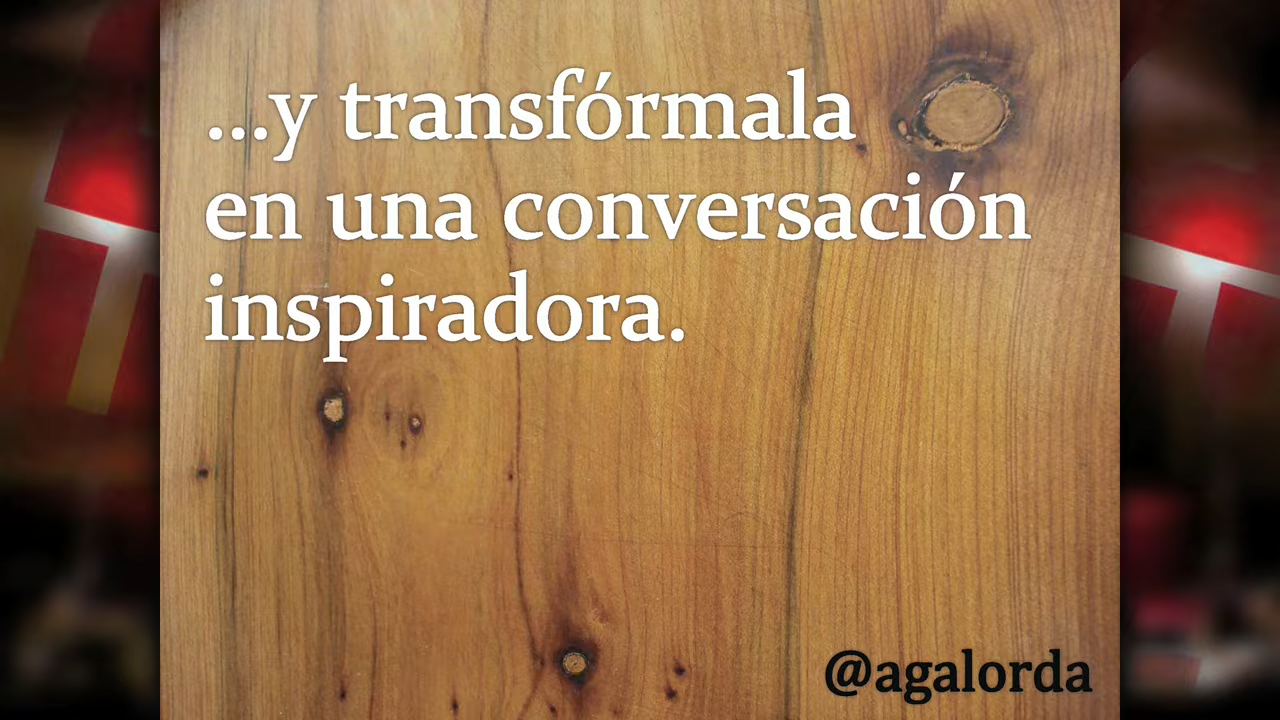 ...y transfórmala
en una conversación
inspiradora.
@agalorda